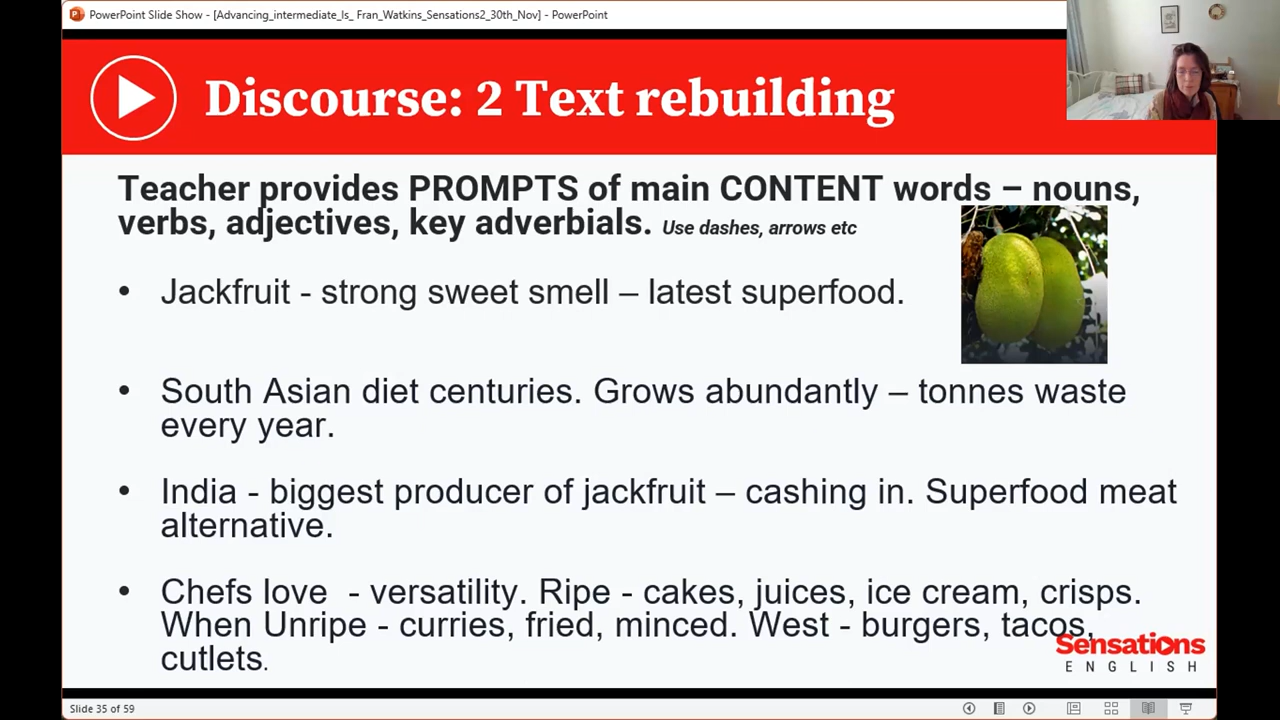 PowerPoint Slide Show - [Advancing_intermediate_ls_ Fran_Watkins_Sensations2_30th_Nov] - PowerPoint
Discourse: 2 Text rebuilding
Teacher provides PROMPTS of main CONTENT words – nouns,
verbs, adjectives, key adverbials. Use dashes, arrows etc
• Jackfruit - strong sweet smell – latest superfood.
• South Asian diet centuries. Grows abundantly – tonnes waste
every year.
• India - biggest producer of jackfruit – cashing in. Superfood meat
alternative.
• Chefs love - versatility. Ripe - cakes, juices, ice cream, crisps.
When Unripe - curries, fried, minced. West - burgers, tacos,
cutlets.
Sensations
ENGLISH
Slide 35 of 59